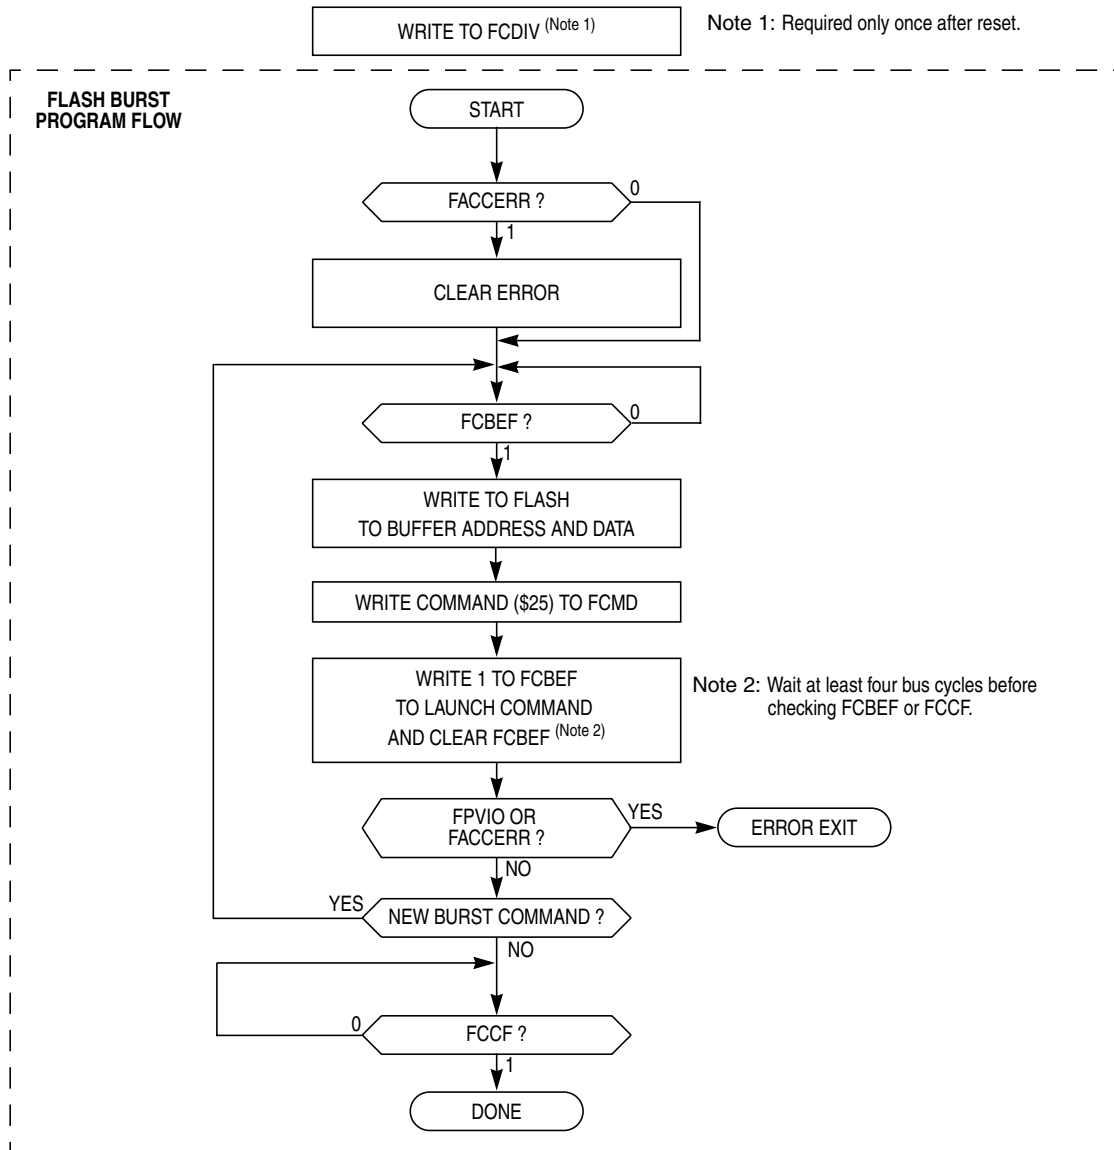 WRITE TO FCDIV (Note 1)
Note 1: Required only once after reset.
FLASH BURST
PROGRAM FLOW
START
FACCERR ?
0
1
CLEAR ERROR
FCBEF ?
0
1
WRITE TO FLASH
TO BUFFER ADDRESS AND DATA
WRITE COMMAND ($25) TO FCMD
WRITE 1 TO FCBEF
TO LAUNCH COMMAND
AND CLEAR FCBEF (Note 2)
Note 2: Wait at least four bus cycles before
checking FCBEF or FCCF.
FPVIO OR
FACCERR ?
YES
ERROR EXIT
NO
YES
NEW BURST COMMAND ?
NO
0
FCCF ?
1
DONE